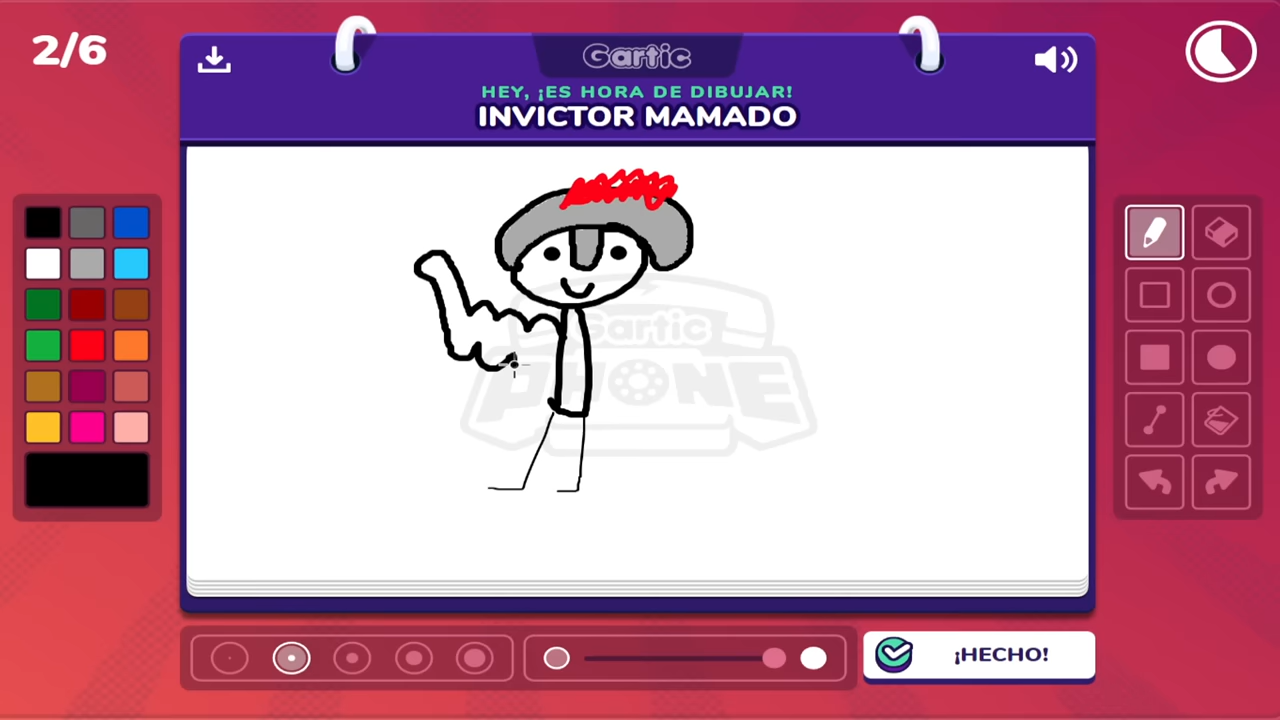 2/6
Gartic
HEY, ¡ES HORA DE DIBUJAR!
INVICTOR MAMADO
Gartic
PHONE
¡HECHO!